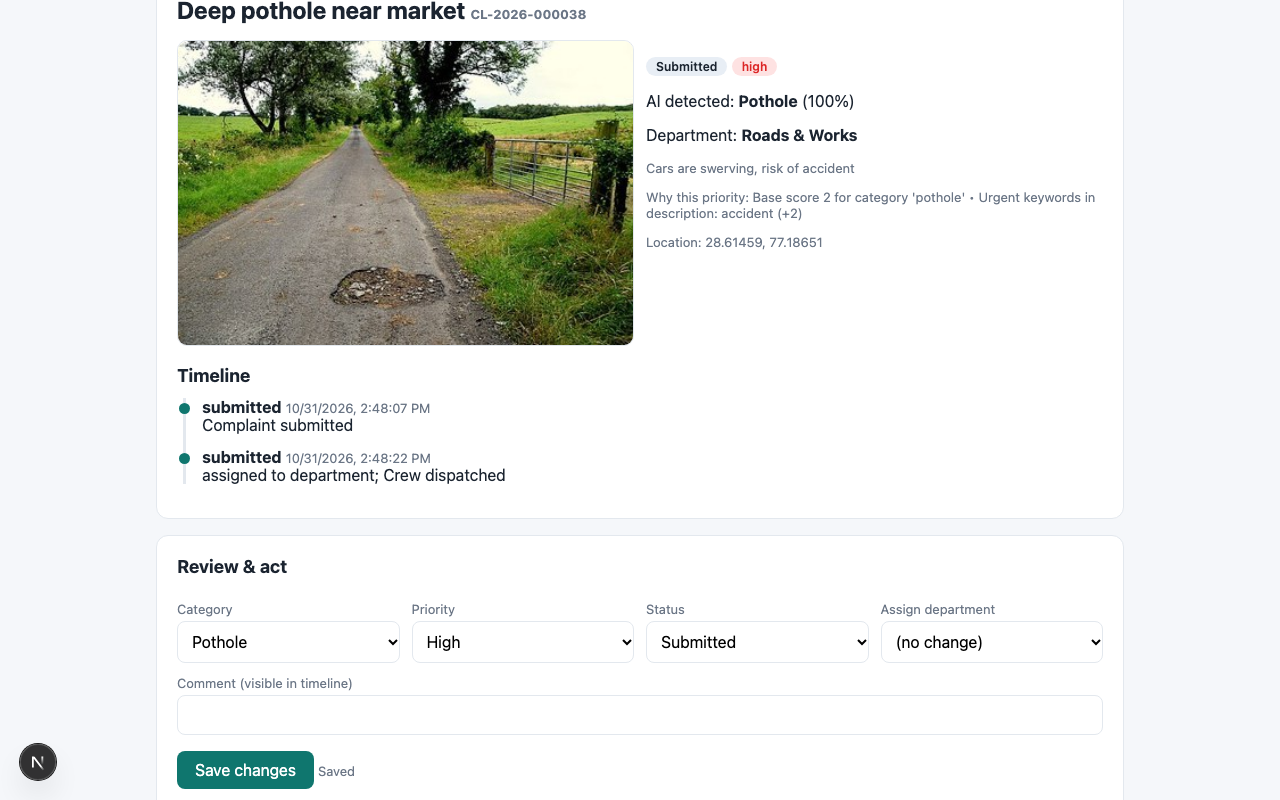 Deep pothole near market CL-2026-000038
Submitted high
AI detected: Pothole (100%)
Department: Roads & Works
Cars are swerving, risk of accident
Why this priority: Base score 2 for category 'pothole' • Urgent keywords in
description: accident (+2)
Location: 28.61459, 77.18651
Timeline
submitted 10/31/2026, 2:48:07 PM
Complaint submitted
submitted 10/31/2026, 2:48:22 PM
assigned to department; Crew dispatched
Review & act
Category Priority Status Assign department
Pothole High Submitted (no change)
Comment (visible in timeline)
N
Save changes Saved